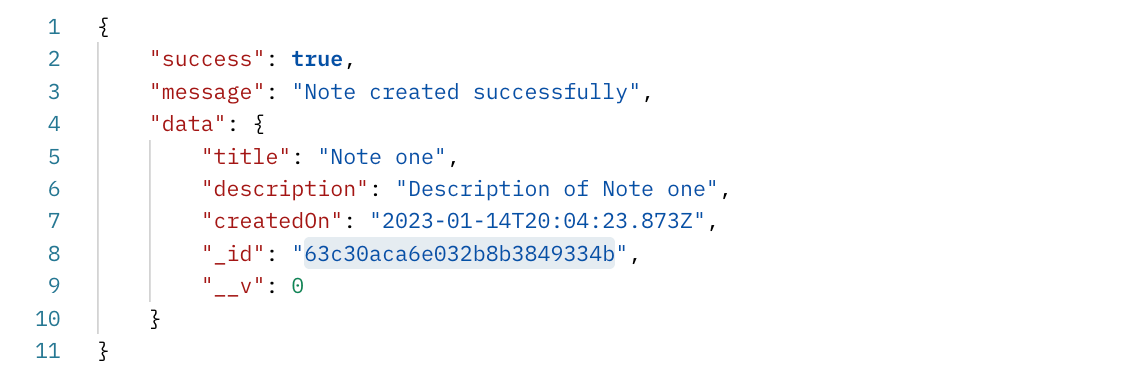 1 {
2     "success": true,
3     "message": "Note created successfully",
4     "data": {
5         "title": "Note one",
6         "description": "Description of Note one",
7         "createdOn": "2023-01-14T20:04:23.873Z",
8         "_id": "63c30aca6e032b8b3849334b",
9         "__v": 0
10     }
11 }